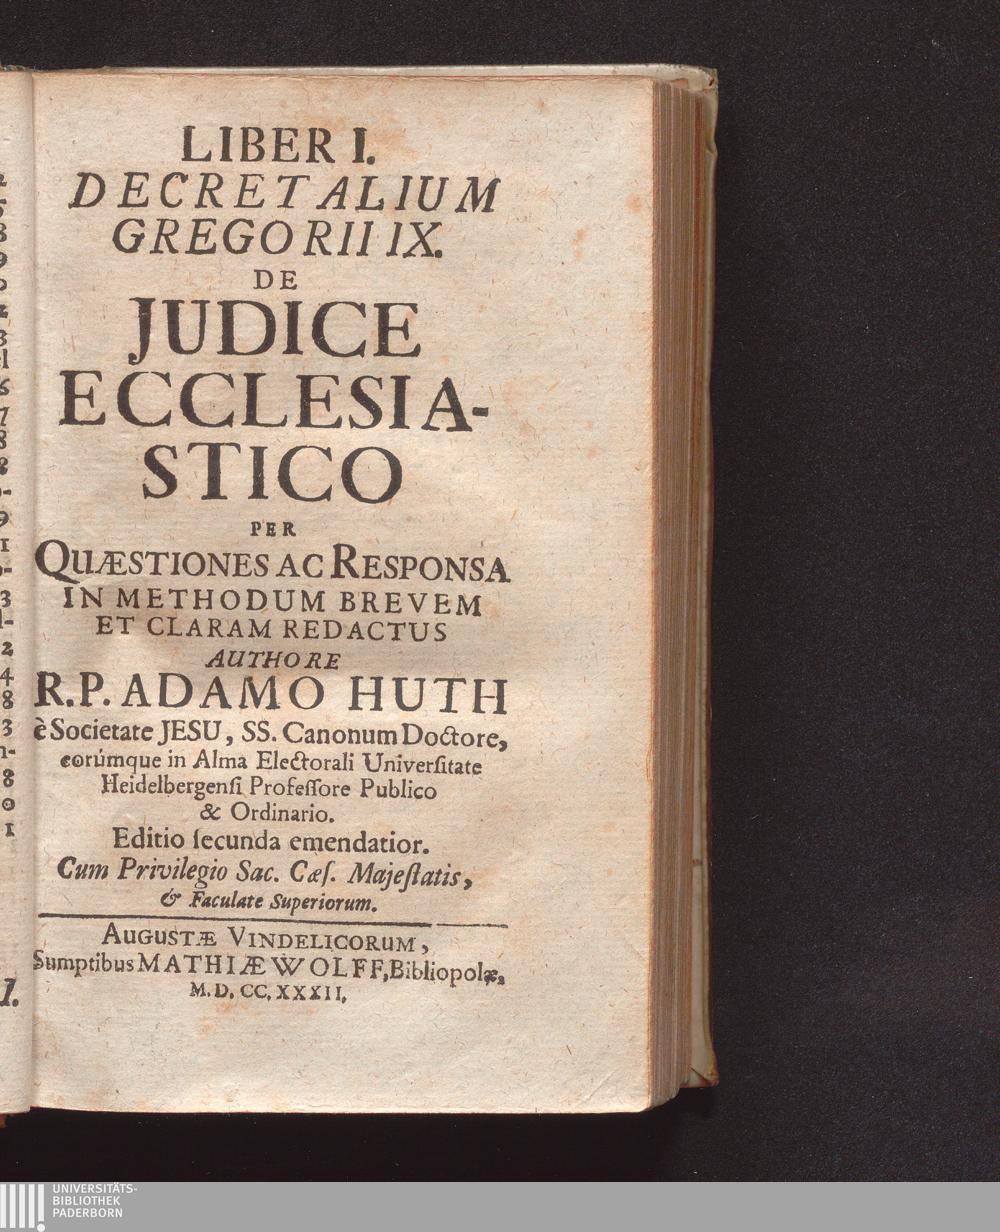 LIBER I.
DECRETALIUM
GREGORII IX.
DE
JUDICE
ECCLESIA-
STICO
PER
QUÆSTIONES AC RESPONSA
IN METHODUM BREVEM
ET CLARAM REDACTUS
AUTHORE
R.P. ADAMO HUTH
è Societate JESU, SS. Canonum Doctore,
eorúmque in Alma Electorali Universitate
Heidelbergensi Professore Publico
& Ordinario.
Editio secunda emendatior.
Cum Privilegio Sac. Cæs. Majestatis,
& Faculate Superiorum.
AUGUSTÆ VINDELICORUM,
Sumptibus MATHIÆ WOLFF, Bibliopolæ,
M.D.CC.XXXII.
UNIVERSITÄTS-
BIBLIOTHEK
PADERBORN